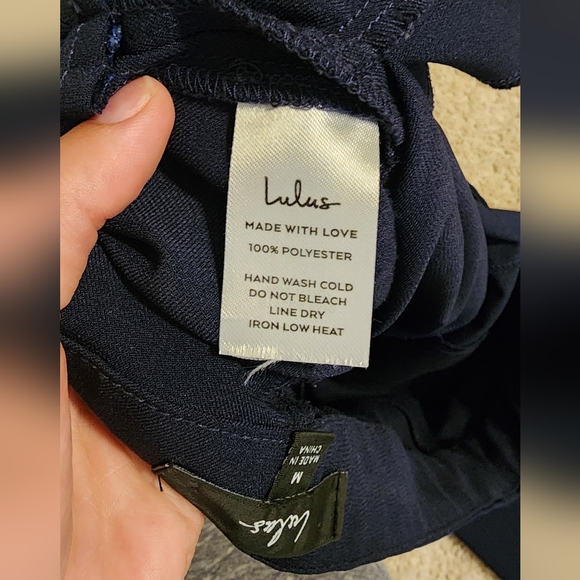 Lulus
MADE WITH LOVE
100% POLYESTER
HAND WASH COLD
DO NOT BLEACH
LINE DRY
IRON LOW HEAT
MADE IN
CHINA
M
Lulus